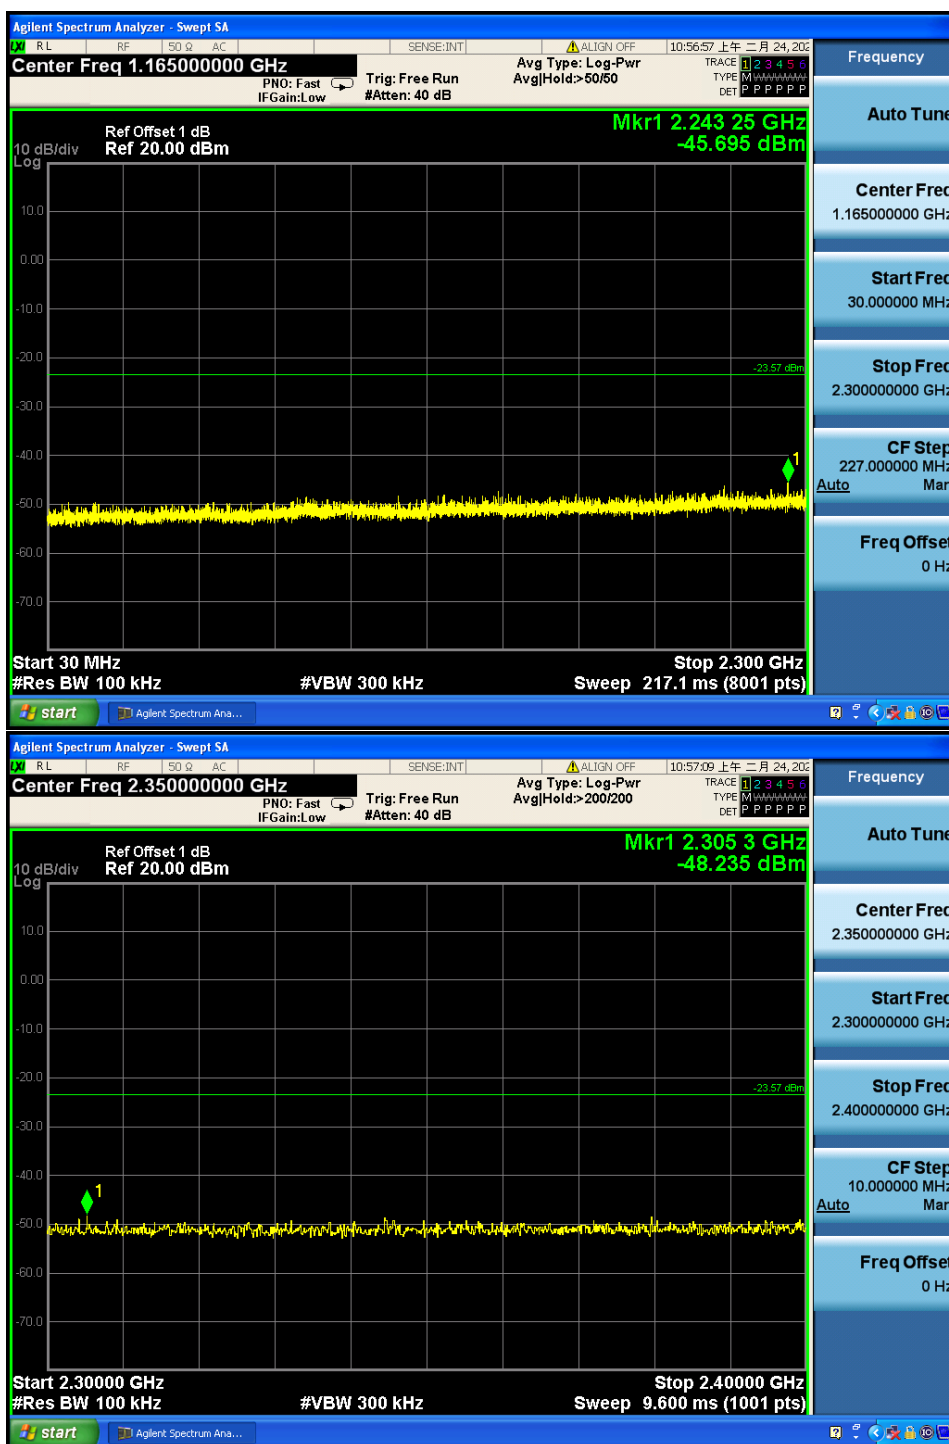 Agilent Spectrum Analyzer - Swept SA
LXI RL RF 50 Ω AC SENSE:INT ALIGN OFF 10:56:57 上午 二月 24, 202
Center Freq 1.165000000 GHz
PNO: Fast
IFGain:Low
Trig: Free Run
#Atten: 40 dB
Avg Type: Log-Pwr
Avg|Hold:>50/50
TRACE 1 2 3 4 5 6
TYPE M
DET P P P P P P
Frequency
Mkr1 2.243 25 GHz
-45.695 dBm
Ref Offset 1 dB
10 dB/div Ref 20.00 dBm
Log
10.0
0.00
-10.0
-20.0
-23.57 dBm
-30.0
-40.0
1
-50.0
-60.0
-70.0
Start 30 MHz
Stop 2.300 GHz
#Res BW 100 kHz
#VBW 300 kHz
Sweep 217.1 ms (8001 pts)
Auto Tune
Center Freq
1.165000000 GHz
Start Freq
30.000000 MHz
Stop Freq
2.300000000 GHz
CF Step
227.000000 MHz
Auto Man
Freq Offset
0 Hz
start
Agilent Spectrum Ana...
Agilent Spectrum Analyzer - Swept SA
LXI RL RF 50 Ω AC SENSE:INT ALIGN OFF 10:57:09 上午 二月 24, 202
Center Freq 2.350000000 GHz
PNO: Fast
IFGain:Low
Trig: Free Run
#Atten: 40 dB
Avg Type: Log-Pwr
Avg|Hold:>200/200
TRACE 1 2 3 4 5 6
TYPE M
DET P P P P P P
Frequency
Mkr1 2.305 3 GHz
-48.235 dBm
Ref Offset 1 dB
10 dB/div Ref 20.00 dBm
Log
10.0
0.00
-10.0
-20.0
-23.57 dBm
-30.0
-40.0
1
-50.0
-60.0
-70.0
Start 2.30000 GHz
Stop 2.40000 GHz
#Res BW 100 kHz
#VBW 300 kHz
Sweep 9.600 ms (1001 pts)
Auto Tune
Center Freq
2.350000000 GHz
Start Freq
2.300000000 GHz
Stop Freq
2.400000000 GHz
CF Step
10.000000 MHz
Auto Man
Freq Offset
0 Hz
start
Agilent Spectrum Ana...